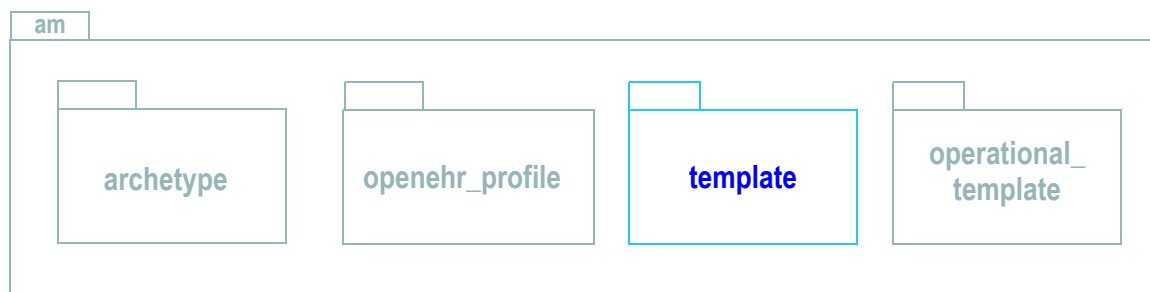 am
archetype
openehr_profile
template
operational_
template